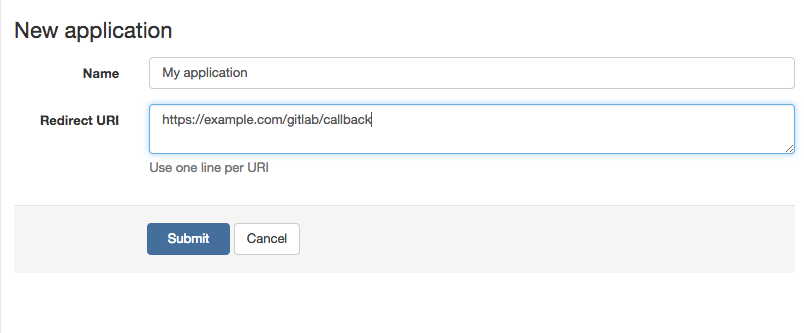 New application
Name
My application
Redirect URI
https://example.com/gitlab/callback
Use one line per URI
Submit
Cancel